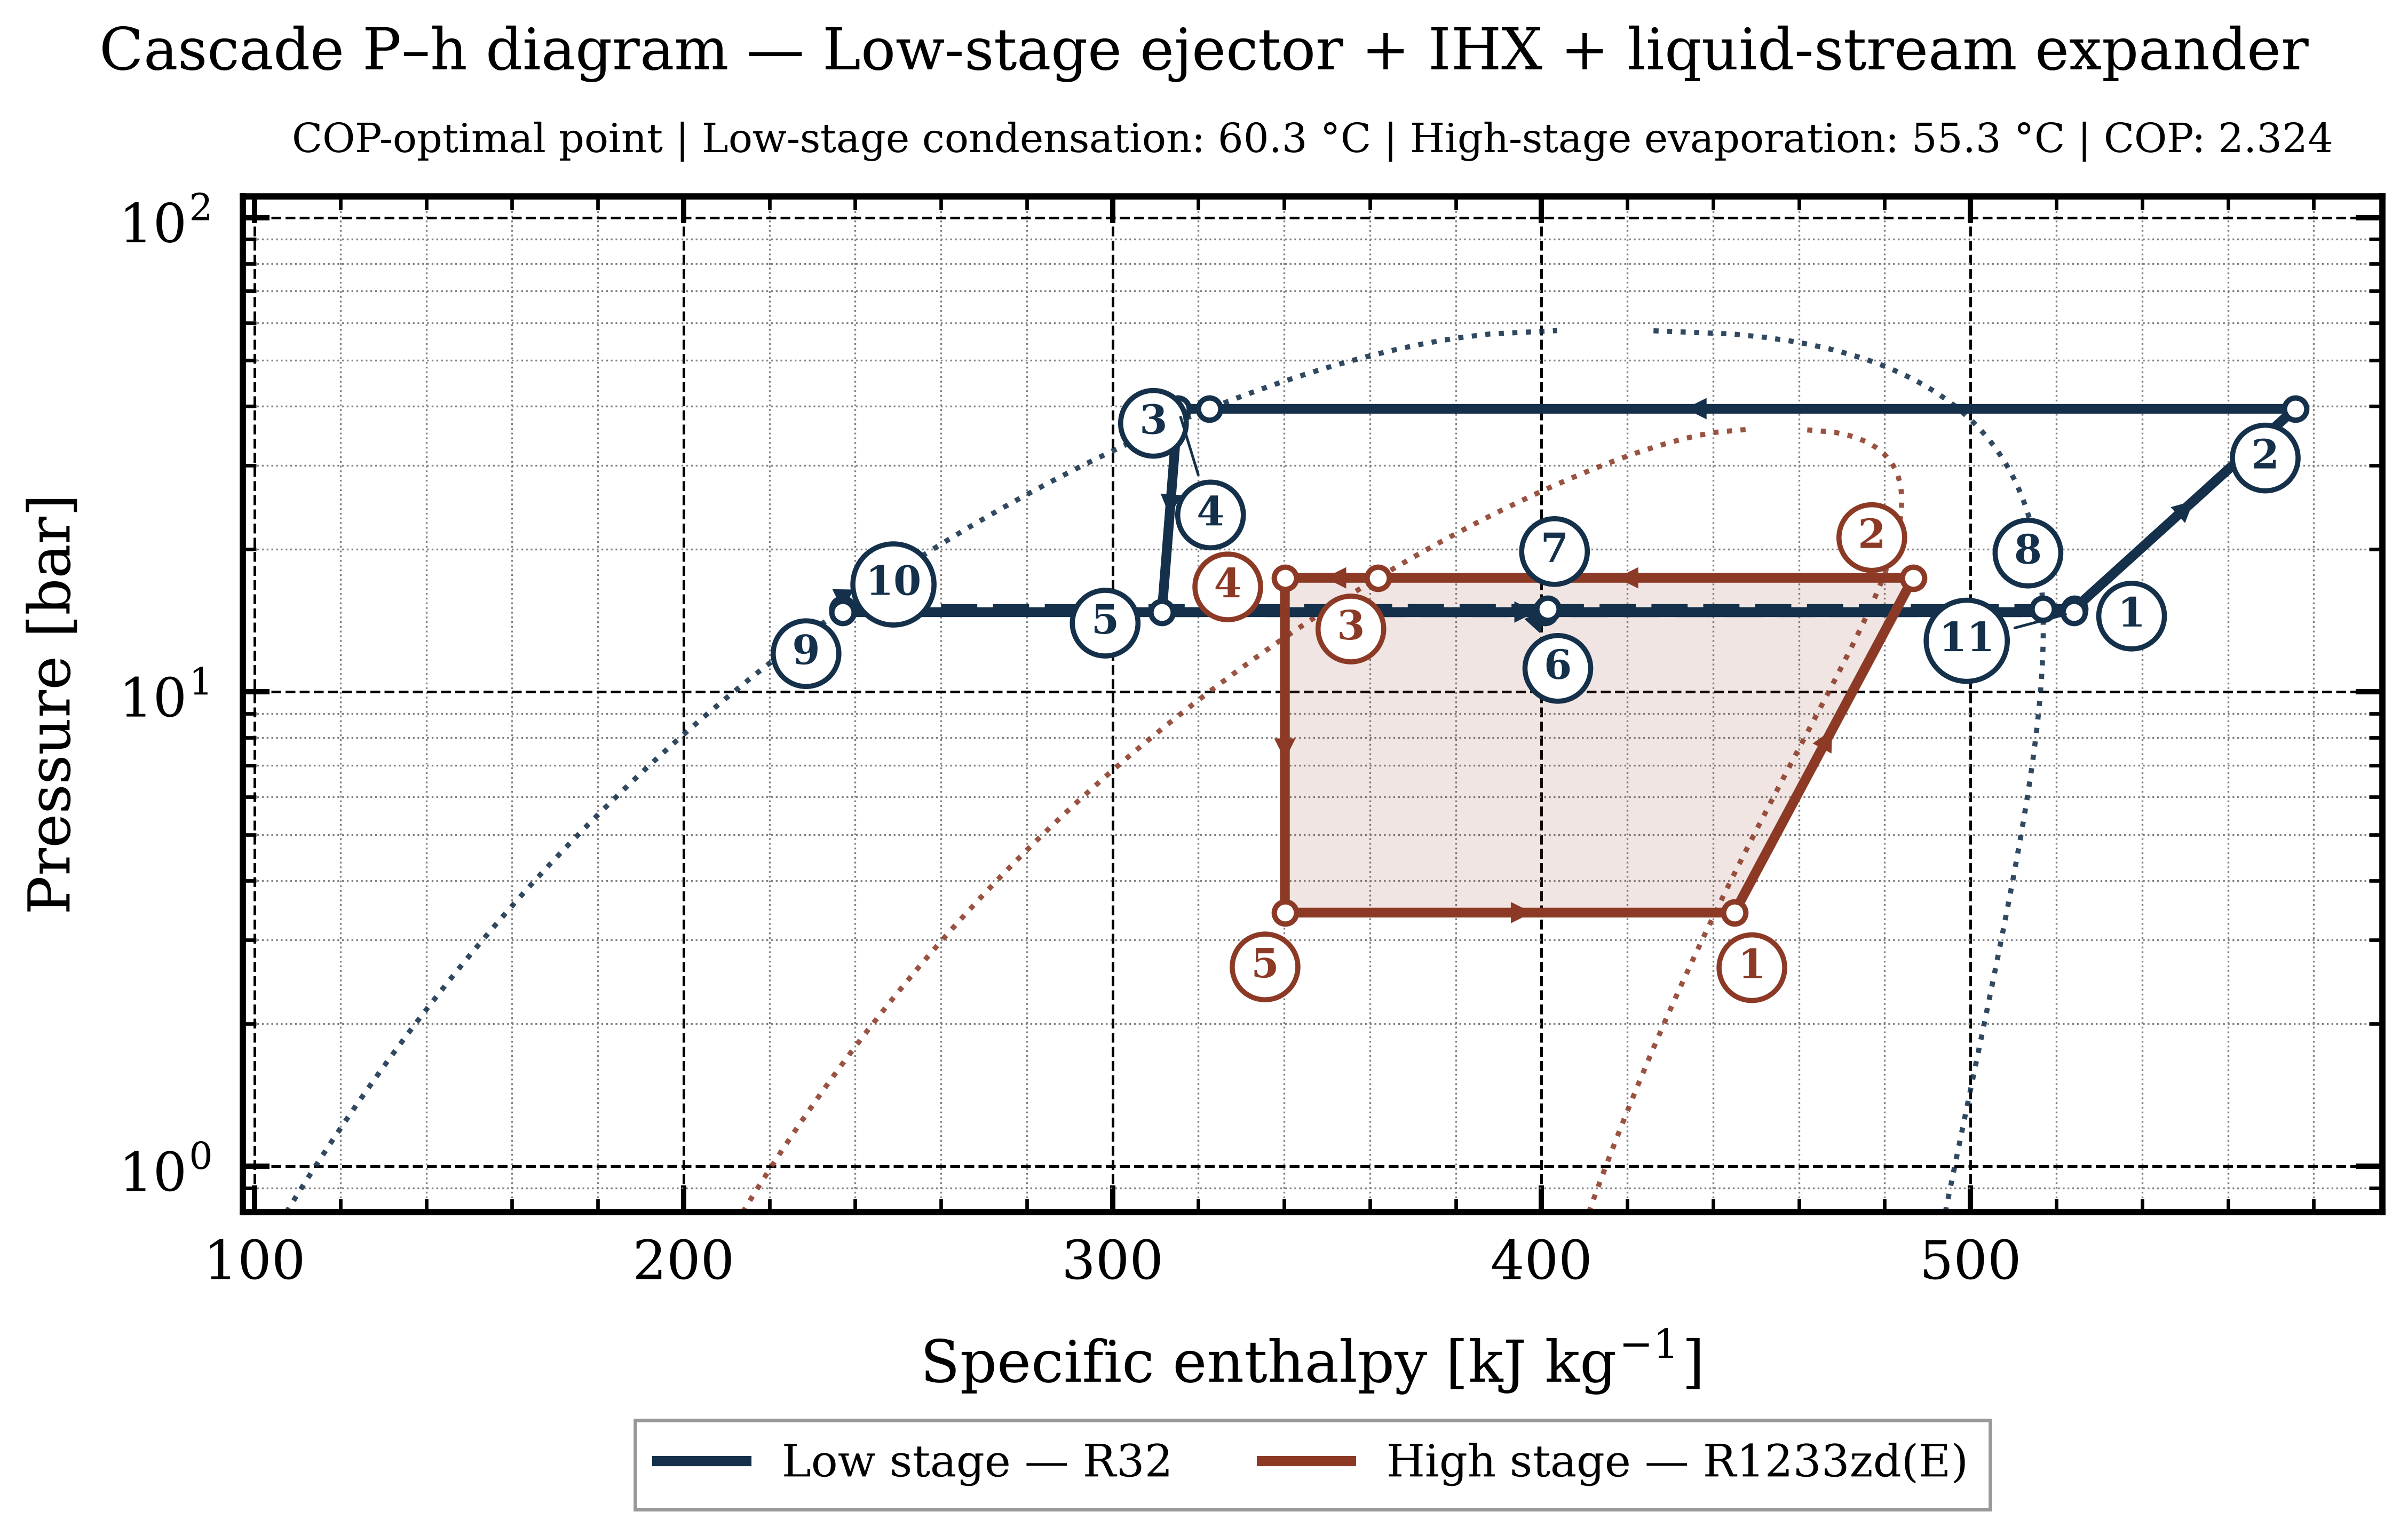 Cascade P–h diagram — Low-stage ejector + IHX + liquid-stream expander
COP-optimal point | Low-stage condensation: 60.3 °C | High-stage evaporation: 55.3 °C | COP: 2.324
10²
10¹
10⁰
Pressure [bar]
3
2
4
2
7
8
10
4
5
3
11
1
9
6
5
1
100 200 300 400 500
Specific enthalpy [kJ kg⁻¹]
Low stage — R32
High stage — R1233zd(E)